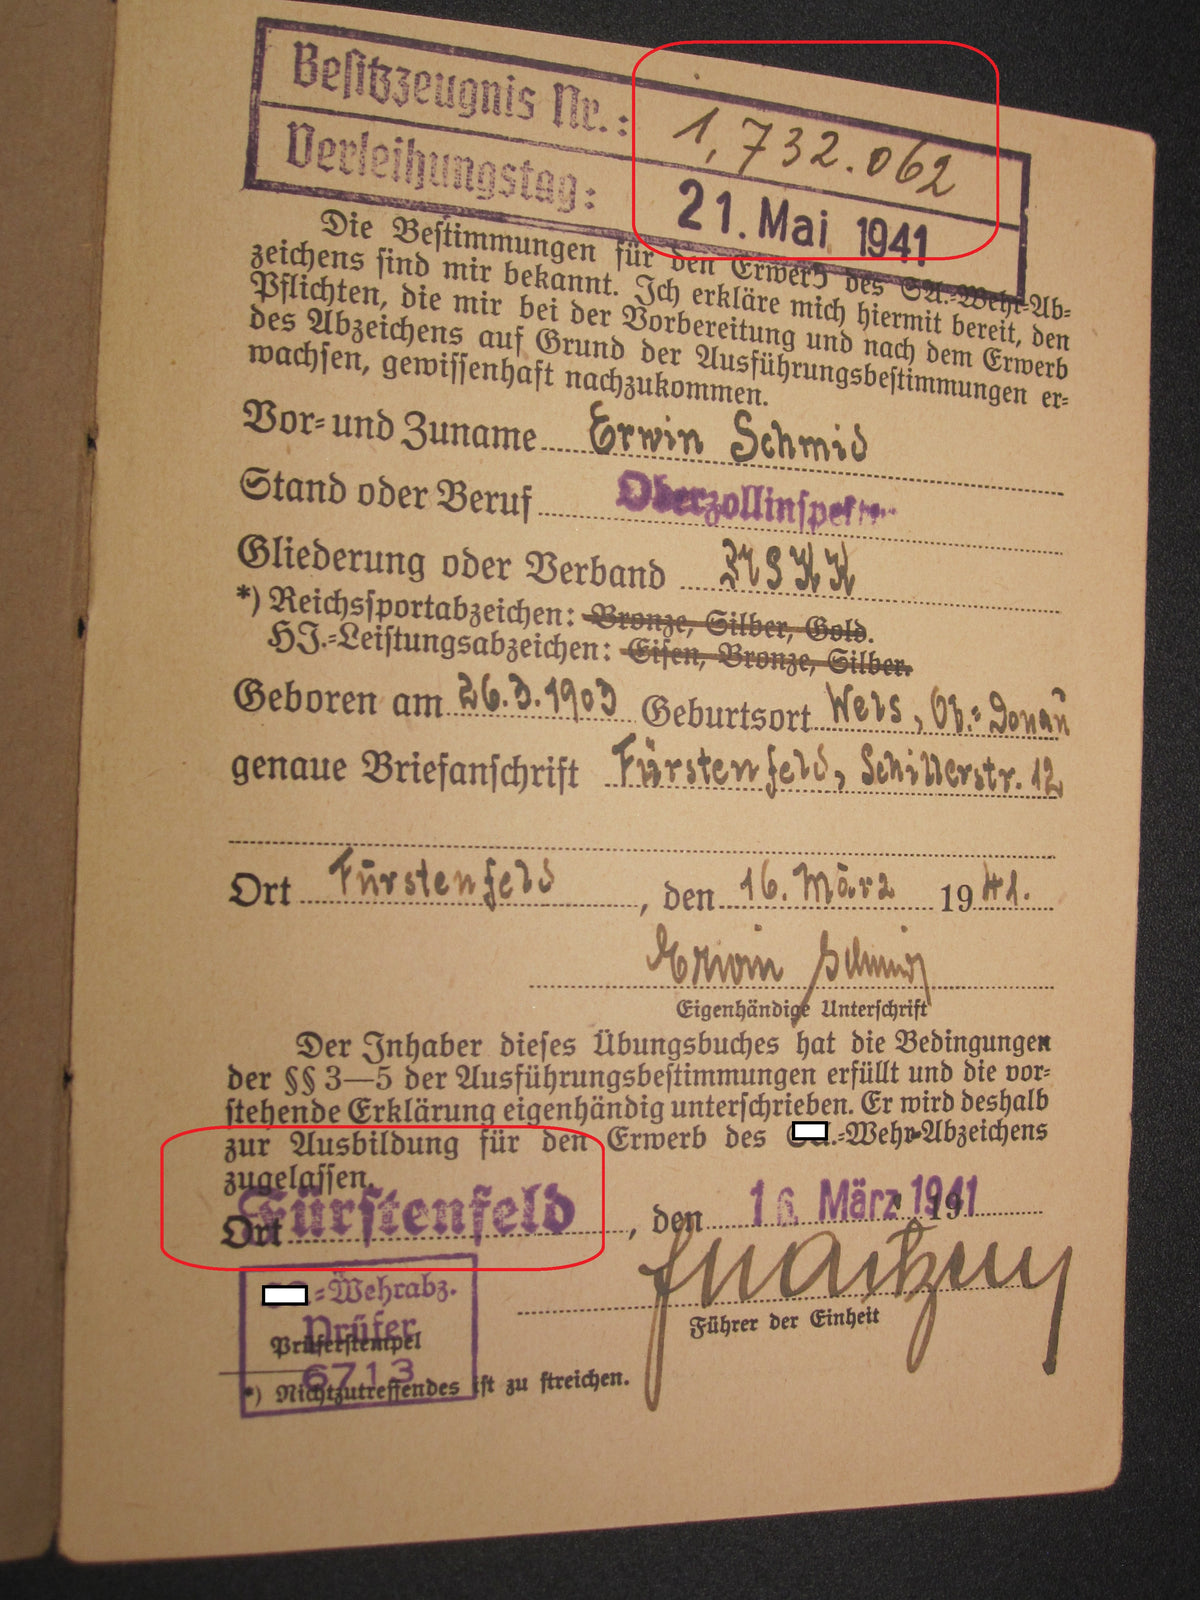 Besitzzeugnis Nr.: 1,732.062
Verleihungstag: 21. Mai 1941
Die Bestimmungen für den Erwerb des SA.-Wehr-Ab=
zeichens sind mir bekannt. Ich erkläre mich hiermit bereit, den
Pflichten, die mir bei der Vorbereitung und nach dem Erwerb
des Abzeichens auf Grund der Ausführungsbestimmungen er=
wachsen, gewissenhaft nachzukommen.
Vor= und Zuname Erwin Schmid
Stand oder Beruf Oberzollinspektor
Gliederung oder Verband NSKK
*) Reichssportabzeichen: Bronze, Silber, Gold.
HJ.=Leistungsabzeichen: Eisen, Bronze, Silber.
Geboren am 26.3.1903 Geburtsort Wels, Ob.=Donau
genaue Briefanschrift Fürstenfeld, Schillerstr. 12
Ort Fürstenfeld, den 16. März 1941.
Erwin Schmid
Eigenhändige Unterschrift
Der Inhaber dieses Übungsbuches hat die Bedingungen
der §§ 3—5 der Ausführungsbestimmungen erfüllt und die vor=
stehende Erklärung eigenhändig unterschrieben. Er wird deshalb
zur Ausbildung für den Erwerb des .=Wehr=Abzeichens
zugelassen.
Ort Fürstenfeld, den 16. März 1941 19
Führer der Einheit
=Wehrabz.
Prüfer
Prüferstempel
6713
*) Nichtzutreffendes ist zu streichen.